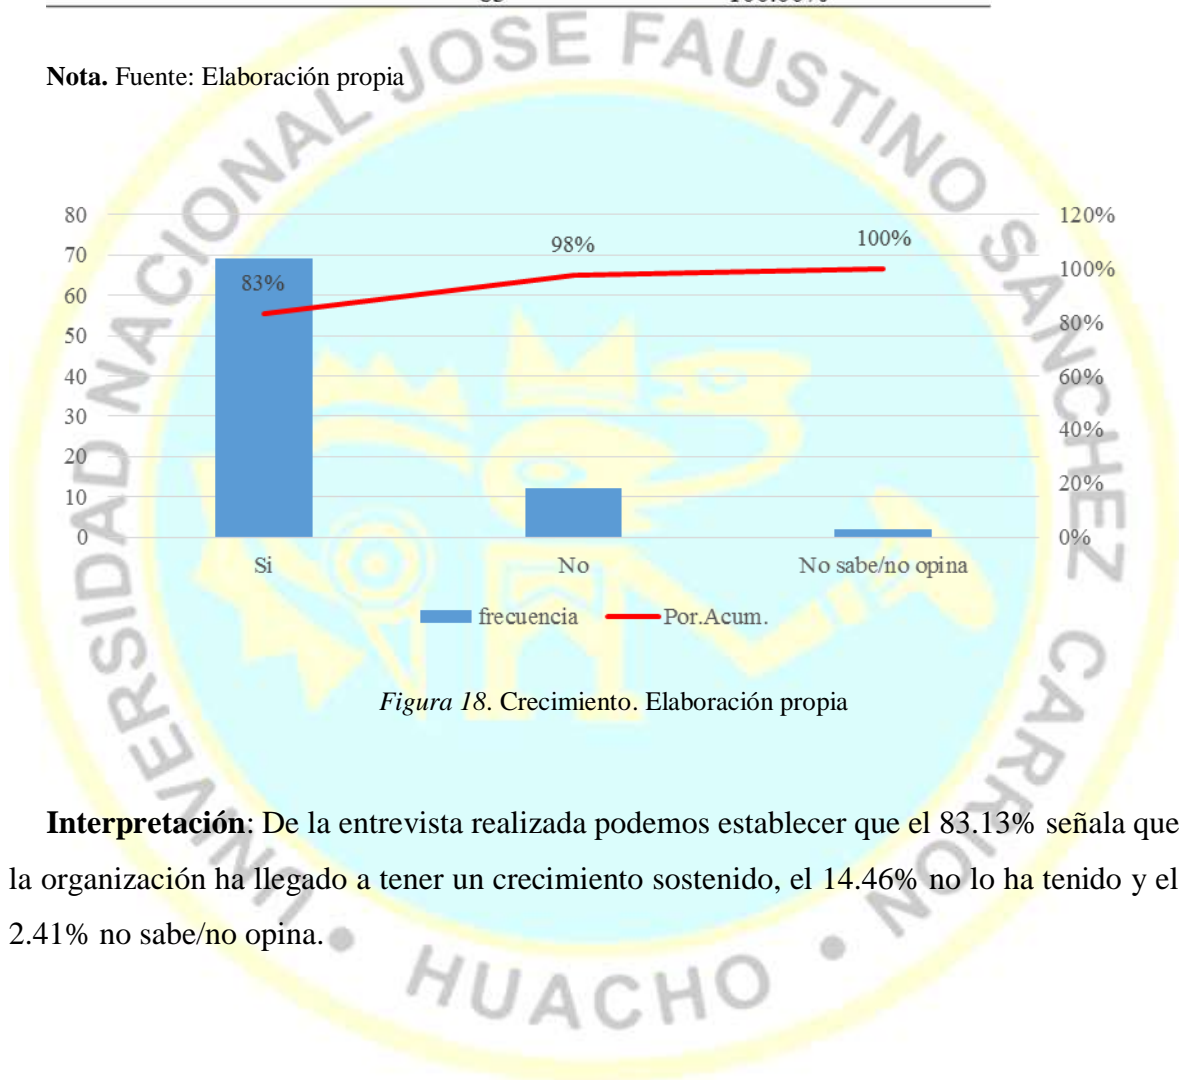 Nota. Fuente: Elaboración propia
UNIVERSIDAD NACIONAL JOSE FAUSTINO SANCHEZ CARRION
• HUACHO •
80
70
60
50
40
30
20
10
0
120%
100%
80%
60%
40%
20%
0%
83%
98%
100%
Si
No
No sabe/no opina
frecuencia
Por.Acum.
Figura 18. Crecimiento. Elaboración propia
Interpretación: De la entrevista realizada podemos establecer que el 83.13% señala que
la organización ha llegado a tener un crecimiento sostenido, el 14.46% no lo ha tenido y el
2.41% no sabe/no opina.